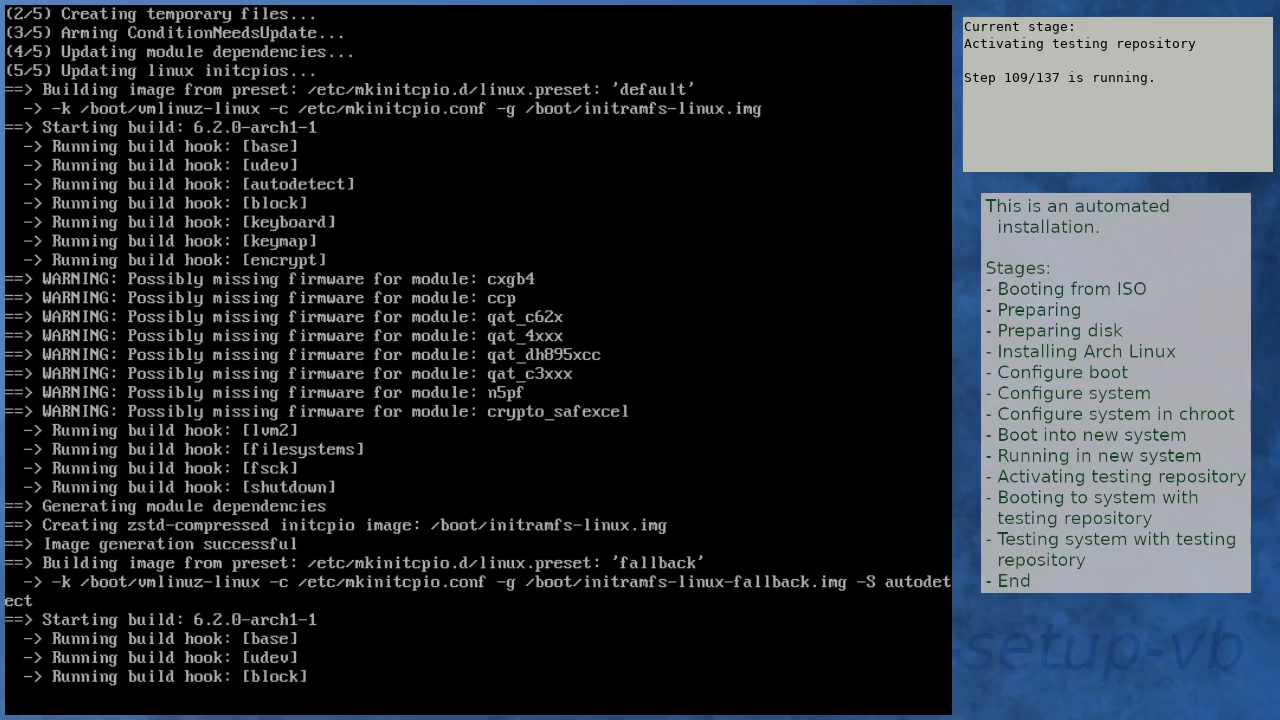 (2/5) Creating temporary files...
(3/5) Arming ConditionNeedsUpdate...
(4/5) Updating module dependencies...
(5/5) Updating linux initcpios...
==> Building image from preset: /etc/mkinitcpio.d/linux.preset: 'default'
  -> -k /boot/vmlinuz-linux -c /etc/mkinitcpio.conf -g /boot/initramfs-linux.img
==> Starting build: 6.2.0-arch1-1
  -> Running build hook: [base]
  -> Running build hook: [udev]
  -> Running build hook: [autodetect]
  -> Running build hook: [block]
  -> Running build hook: [keyboard]
  -> Running build hook: [keymap]
  -> Running build hook: [encrypt]
==> WARNING: Possibly missing firmware for module: cxgb4
==> WARNING: Possibly missing firmware for module: ccp
==> WARNING: Possibly missing firmware for module: qat_c62x
==> WARNING: Possibly missing firmware for module: qat_4xxx
==> WARNING: Possibly missing firmware for module: qat_dh895xcc
==> WARNING: Possibly missing firmware for module: qat_c3xxx
==> WARNING: Possibly missing firmware for module: n5pf
==> WARNING: Possibly missing firmware for module: crypto_safexcel
  -> Running build hook: [lvm2]
  -> Running build hook: [filesystems]
  -> Running build hook: [fsck]
  -> Running build hook: [shutdown]
==> Generating module dependencies
==> Creating zstd-compressed initcpio image: /boot/initramfs-linux.img
==> Image generation successful
==> Building image from preset: /etc/mkinitcpio.d/linux.preset: 'fallback'
  -> -k /boot/vmlinuz-linux -c /etc/mkinitcpio.conf -g /boot/initramfs-linux-fallback.img -S autodet
ect
==> Starting build: 6.2.0-arch1-1
  -> Running build hook: [base]
  -> Running build hook: [udev]
  -> Running build hook: [block]
Current stage:
Activating testing repository
Step 109/137 is running.
This is an automated
installation.
Stages:
- Booting from ISO
- Preparing
- Preparing disk
- Installing Arch Linux
- Configure boot
- Configure system
- Configure system in chroot
- Boot into new system
- Running in new system
- Activating testing repository
- Booting to system with
testing repository
- Testing system with testing
repository
- End
-setup-vb